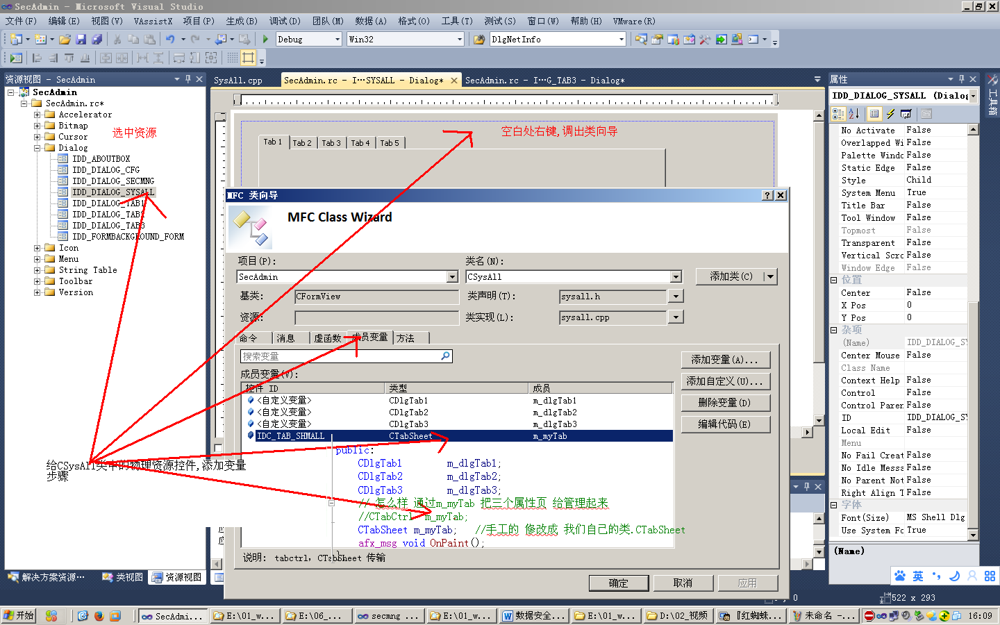 SecAdmin - Microsoft Visual Studio
文件(F) 编辑(E) 视图(V) VAssistX 项目(P) 生成(B) 调试(D) 团队(M) 数据(A) 格式(O) 工具(T) 测试(S) 窗口(W) 帮助(H) VMware(R)
Debug Win32 DlgNetInfo
资源视图 - SecAdmin
SecAdmin
SecAdmin.rc*
Accelerator
Bitmap
Cursor
Dialog
IDD_ABOUTBOX
IDD_DIALOG_CFG
IDD_DIALOG_SECMNG
IDD_DIALOG_SYSALL
IDD_DIALOG_TAB1
IDD_DIALOG_TAB2
IDD_DIALOG_TAB3
IDD_FORMBACKGROUND_FORM
Icon
Menu
String Table
Toolbar
Version
选中资源
给CSysAll类中的物理资源控件,添加变量
步骤
解决方案资源… 类视图 资源视图
SysAll.cpp SecAdmin.rc - I…SYSALL - Dialog* SecAdmin.rc - I…G_TAB3 - Dialog*
空白处右键,调出类向导
Tab 1 Tab 2 Tab 3 Tab 4 Tab 5
MFC 类向导
MFC Class Wizard
项目(P): 类名(N):
SecAdmin CSysAll 添加类(C)
基类: CFormView 类声明(T): sysall.h
资源: 类实现(L): sysall.cpp
命令 消息 虚函数 成员变量 方法
搜索变量
成员变量(V):
控件 ID 类型 成员
<自定义变量> CDlgTab1 m_dlgTab1
<自定义变量> CDlgTab2 m_dlgTab2
<自定义变量> CDlgTab3 m_dlgTab3
IDC_TAB_SHMALL CTabSheet m_myTab
添加变量(A)...
添加自定义(U)...
删除变量(D)
编辑代码(E)
public:
CDlgTab1 m_dlgTab1;
CDlgTab2 m_dlgTab2;
CDlgTab3 m_dlgTab3;
// 怎么样 通过m_myTab 把三个属性页 给管理起来
//CTabCtrl m_myTab;
CTabSheet m_myTab; //手工的 修改成 我们自己的类.CTabSheet
afx_msg void OnPaint();
};
说明: tabctrl, CTabSheet 传输
确定 取消 应用
属性
IDD_DIALOG_SYSALL (Dialog
No Activate False
Overlapped Wi False
Palette Windo False
Static Edge False
Style Child
System Menu True
Title Bar False
Tool Window False
Topmost False
Transparent False
Vertical Scro False
Window Edge False
位置
Center False
X Pos 0
Y Pos 0
杂项
(Name) IDD_DIALOG_SY
Center Mouse False
Class Name
Context Help False
Control False
Control Paren False
ID IDD_DIALOG_SY
Local Edit False
Menu
No Fail Creat False
No Idle Messa False
No Parent Not False
Right Align T False
字体
Font(Size) MS Shell Dlg
Use System Fo True
(Name)
工具箱
英
0 522 x 293
开始 SecAdmi... E:\01_w... E:\06_... secmng ... E:\01_w... 数据安全... E:\01_w... D:\02_视频 『红蜘蛛... 未命名 -... 16:09